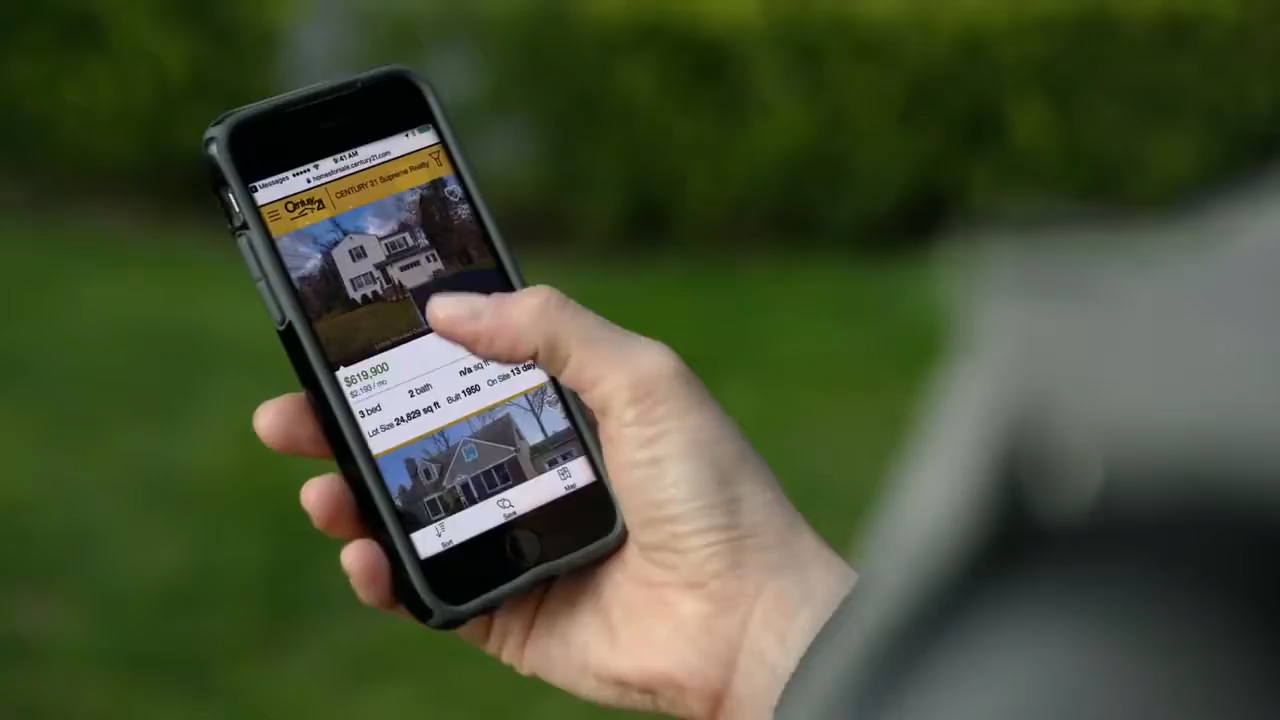 Messages 9:41 AM
homesforsale.century21.com
Century 21 CENTURY 21 Supreme Realty
$619,900
$2,193 / mo
3 bed 2 bath n/a sq ft
Lot Size 24,829 sq ft Built 1950 On Site 13 day
Sort Save Map